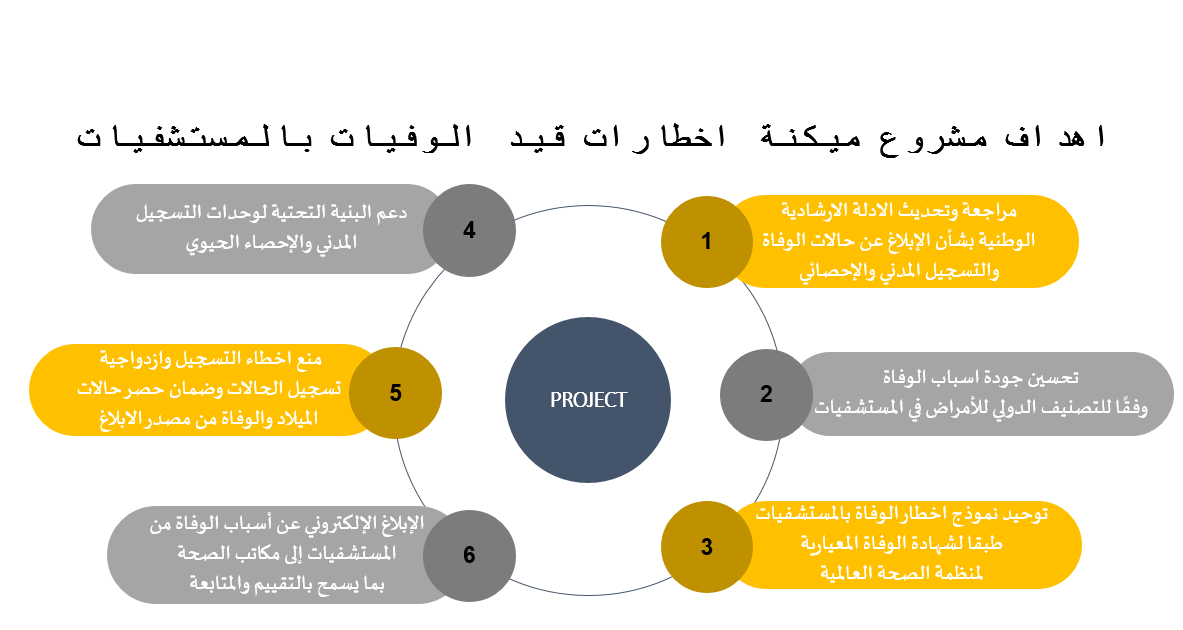 اهداف مشروع ميكنة اخطارات قيد الوفيات بالمستشفيات
1
مراجعة وتحديث الادلة الارشادية
الوطنية بشأن الإبلاغ عن حالات الوفاة
والتسجيل المدني والإحصائي
2
تحسين جودة اسباب الوفاة
وفقًا للتصنيف الدولي للأمراض في المستشفيات
3
توحيد نموذج اخطار الوفاة بالمستشفيات
طبقا لشهادة الوفاة المعيارية
لمنظمة الصحة العالمية
4
دعم البنية التحتية لوحدات التسجيل
المدني والإحصاء الحيوي
5
منع اخطاء التسجيل وازدواجية
تسجيل الحالات وضمان حصر حالات
الميلاد والوفاة من مصدر الابلاغ
6
الإبلاغ الإلكتروني عن أسباب الوفاة من
المستشفيات إلى مكاتب الصحة
بما يسمح بالتقييم والمتابعة
PROJECT